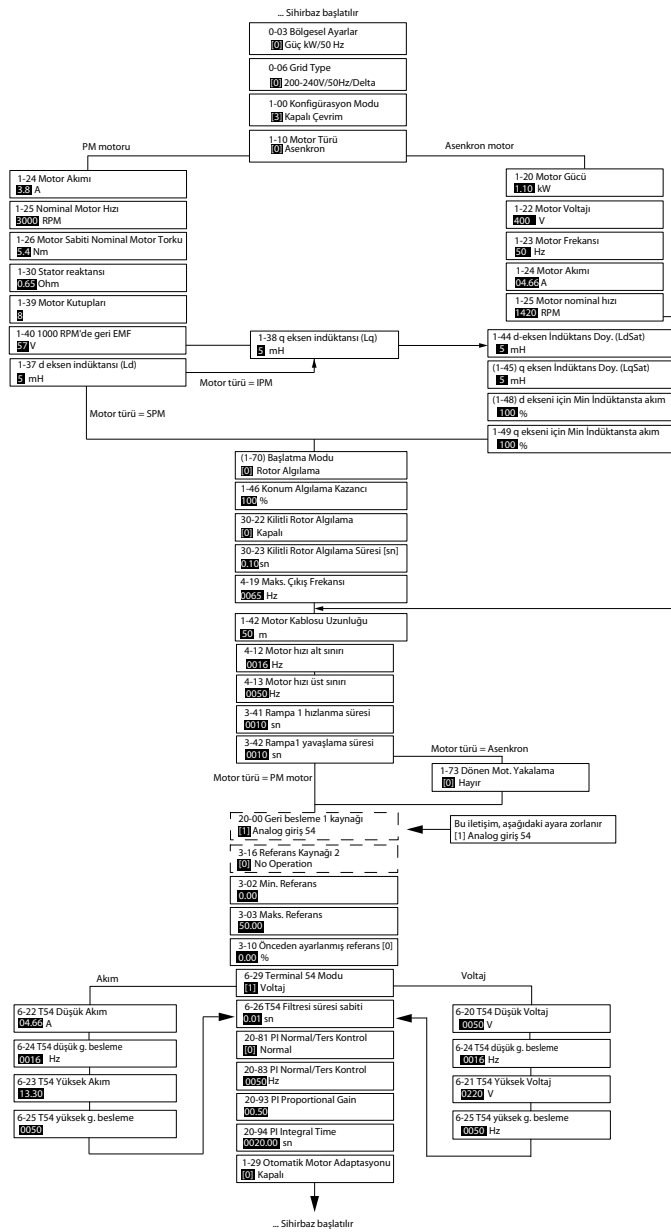 ... Sihirbaz başlatılır
0-03 Bölgesel Ayarlar
[0] Güç kW/50 Hz
0-06 Grid Type
[0] 200-240V/50Hz/Delta
1-00 Konfigürasyon Modu
[3] Kapalı Çevrim
1-10 Motor Türü
[0] Asenkron
PM motoru
Asenkron motor
1-24 Motor Akımı
3.8 A
1-25 Nominal Motor Hızı
3000 RPM
1-26 Motor Sabiti Nominal Motor Torku
5.4 Nm
1-30 Stator reaktansı
0.65 Ohm
1-39 Motor Kutupları
8
1-40 1000 RPM'de geri EMF
57 V
1-37 d eksen indüktansı (Ld)
5 mH
1-20 Motor Gücü
1.10 kW
1-22 Motor Voltajı
400 V
1-23 Motor Frekansı
50 Hz
1-24 Motor Akımı
04.66 A
1-25 Motor nominal hızı
1420 RPM
1-38 q eksen indüktansı (Lq)
5 mH
Motor türü = IPM
1-44 d-eksen İndüktans Doy. (LdSat)
5 mH
(1-45) q eksen İndüktans Doy. (LqSat)
5 mH
(1-48) d ekseni için Min İndüktansta akım
100 %
1-49 q ekseni için Min İndüktansta akım
100 %
Motor türü = SPM
(1-70) Başlatma Modu
[0] Rotor Algılama
1-46 Konum Algılama Kazancı
100 %
30-22 Kilitli Rotor Algılama
[0] Kapalı
30-23 Kilitli Rotor Algılama Süresi [sn]
0.10 sn
4-19 Maks. Çıkış Frekansı
0065 Hz
1-42 Motor Kablosu Uzunluğu
50 m
4-12 Motor hızı alt sınırı
0016 Hz
4-13 Motor hızı üst sınırı
0050 Hz
3-41 Rampa 1 hızlanma süresi
0010 sn
3-42 Rampa1 yavaşlama süresi
0010 sn
Motor türü = Asenkron
Motor türü = PM motor
1-73 Dönen Mot. Yakalama
[0] Hayır
20-00 Geri besleme 1 kaynağı
[1] Analog giriş 54
Bu iletişim, aşağıdaki ayara zorlanır
[1] Analog giriş 54
3-16 Referans Kaynağı 2
[0] No Operation
3-02 Min. Referans
0.00
3-03 Maks. Referans
50.00
3-10 Önceden ayarlanmış referans [0]
0.00 %
Akım
6-29 Terminal 54 Modu
[1] Voltaj
Voltaj
6-22 T54 Düşük Akım
04.66 A
6-24 T54 düşük g. besleme
0016 Hz
6-23 T54 Yüksek Akım
13.30
6-25 T54 yüksek g. besleme
0050
6-26 T54 Filtresi süresi sabiti
0.01 sn
20-81 PI Normal/Ters Kontrol
[0] Normal
20-83 PI Normal/Ters Kontrol
0050 Hz
20-93 PI Proportional Gain
00.50
20-94 PI Integral Time
0020.00 sn
1-29 Otomatik Motor Adaptasyonu
[0] Kapalı
6-20 T54 Düşük Voltaj
0050 V
6-24 T54 düşük g. besleme
0016 Hz
6-21 T54 Yüksek Voltaj
0220 V
6-25 T54 yüksek g. besleme
0050 Hz
... Sihirbaz başlatılır